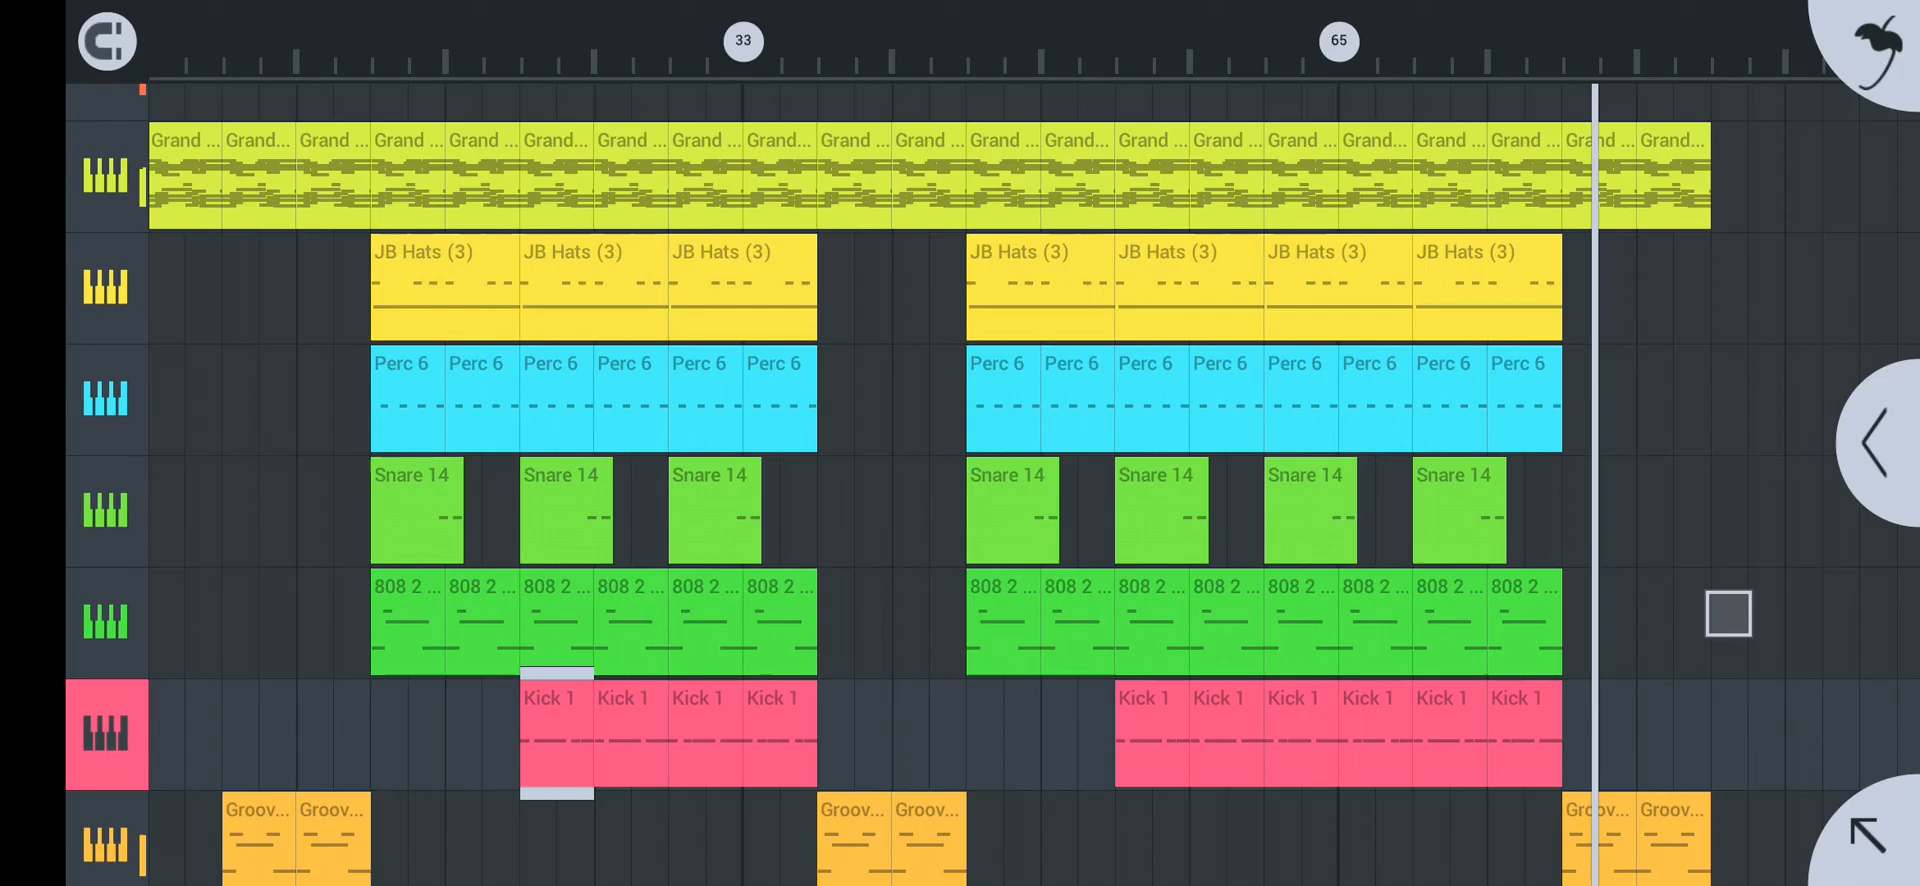 33 65
Grand ... Grand... Grand ... Grand ... Grand ... Grand... Grand ... Grand ... Grand... Grand ... Grand ... Grand ... Grand ... Grand ... Grand ... Grand... Grand ... Grand ... Grand ... Grand ... Grand...
JB Hats (3) JB Hats (3) JB Hats (3) JB Hats (3) JB Hats (3) JB Hats (3) JB Hats (3)
Perc 6 Perc 6 Perc 6 Perc 6 Perc 6 Perc 6 Perc 6 Perc 6 Perc 6 Perc 6 Perc 6 Perc 6 Perc 6 Perc 6
Snare 14 Snare 14 Snare 14 Snare 14 Snare 14 Snare 14 Snare 14
808 2 ... 808 2 ... 808 2 ... 808 2 ... 808 2 ... 808 2 ... 808 2 ... 808 2 ... 808 2 ... 808 2 ... 808 2 ... 808 2 ... 808 2 ... 808 2 ...
Kick 1 Kick 1 Kick 1 Kick 1 Kick 1 Kick 1 Kick 1 Kick 1 Kick 1 Kick 1
Groov... Groov... Groov... Groov... Groov... Groov...